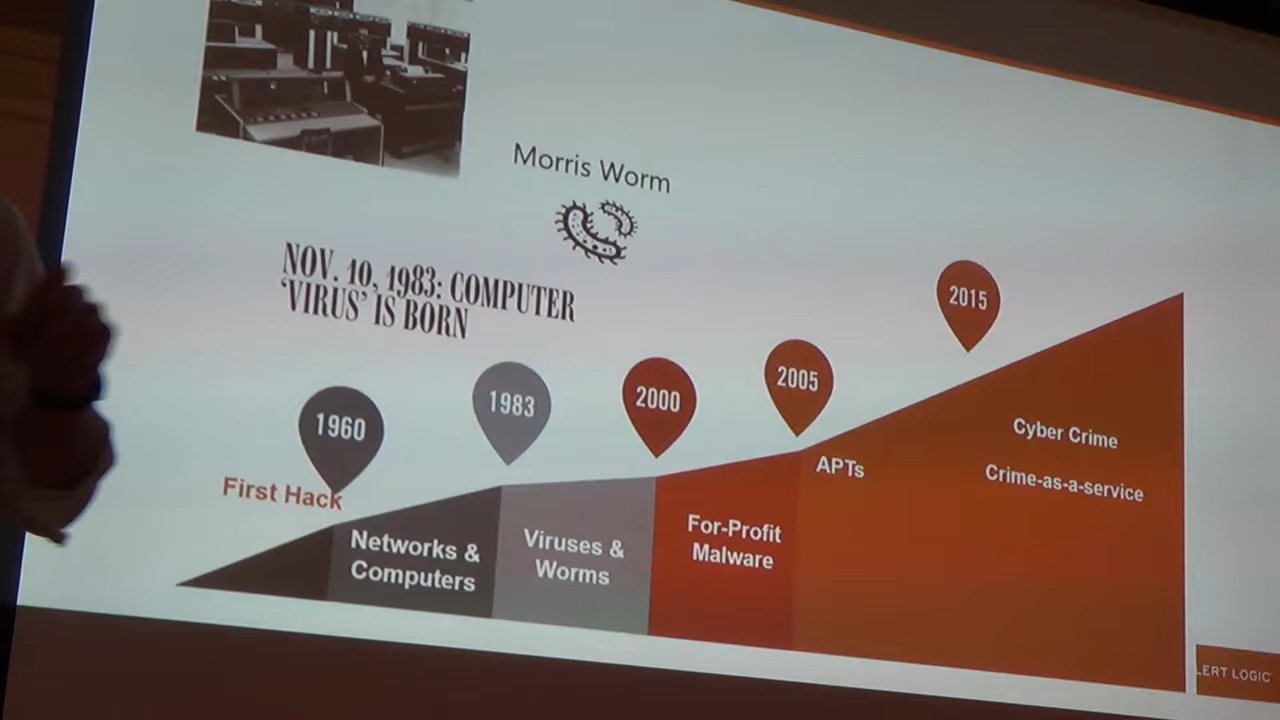 Morris Worm
NOV. 10, 1983: COMPUTER
'VIRUS' IS BORN
1960
1983
2000
2005
2015
First Hack
Networks &
Computers
Viruses &
Worms
For-Profit
Malware
APTs
Cyber Crime
Crime-as-a-service
LERT LOGIC